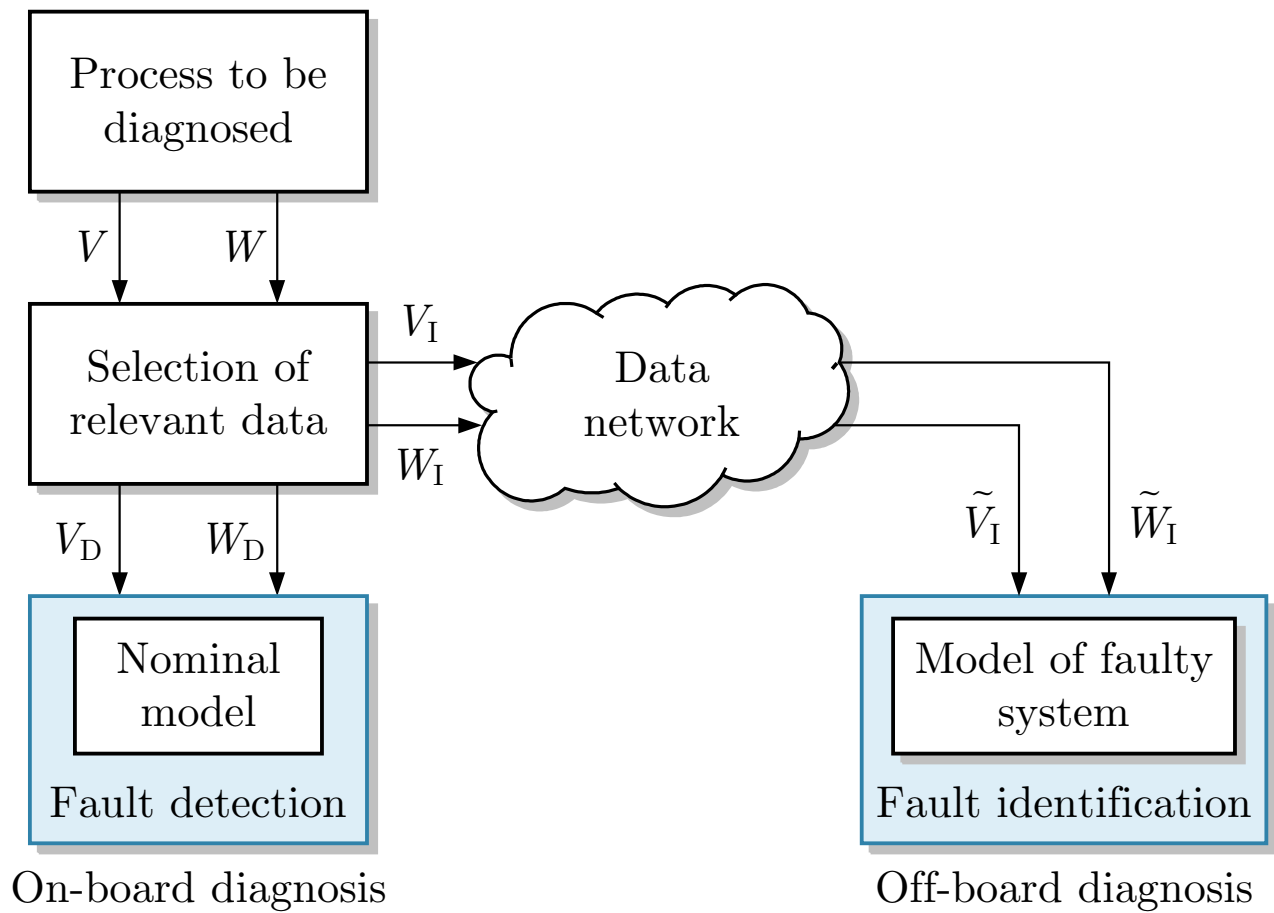 Process to be
diagnosed
V
W
Selection of
relevant data
V_I
W_I
Data
network
V_D
W_D
Ṽ_I
W̃_I
Nominal
model
Fault detection
On-board diagnosis
Model of faulty
system
Fault identification
Off-board diagnosis